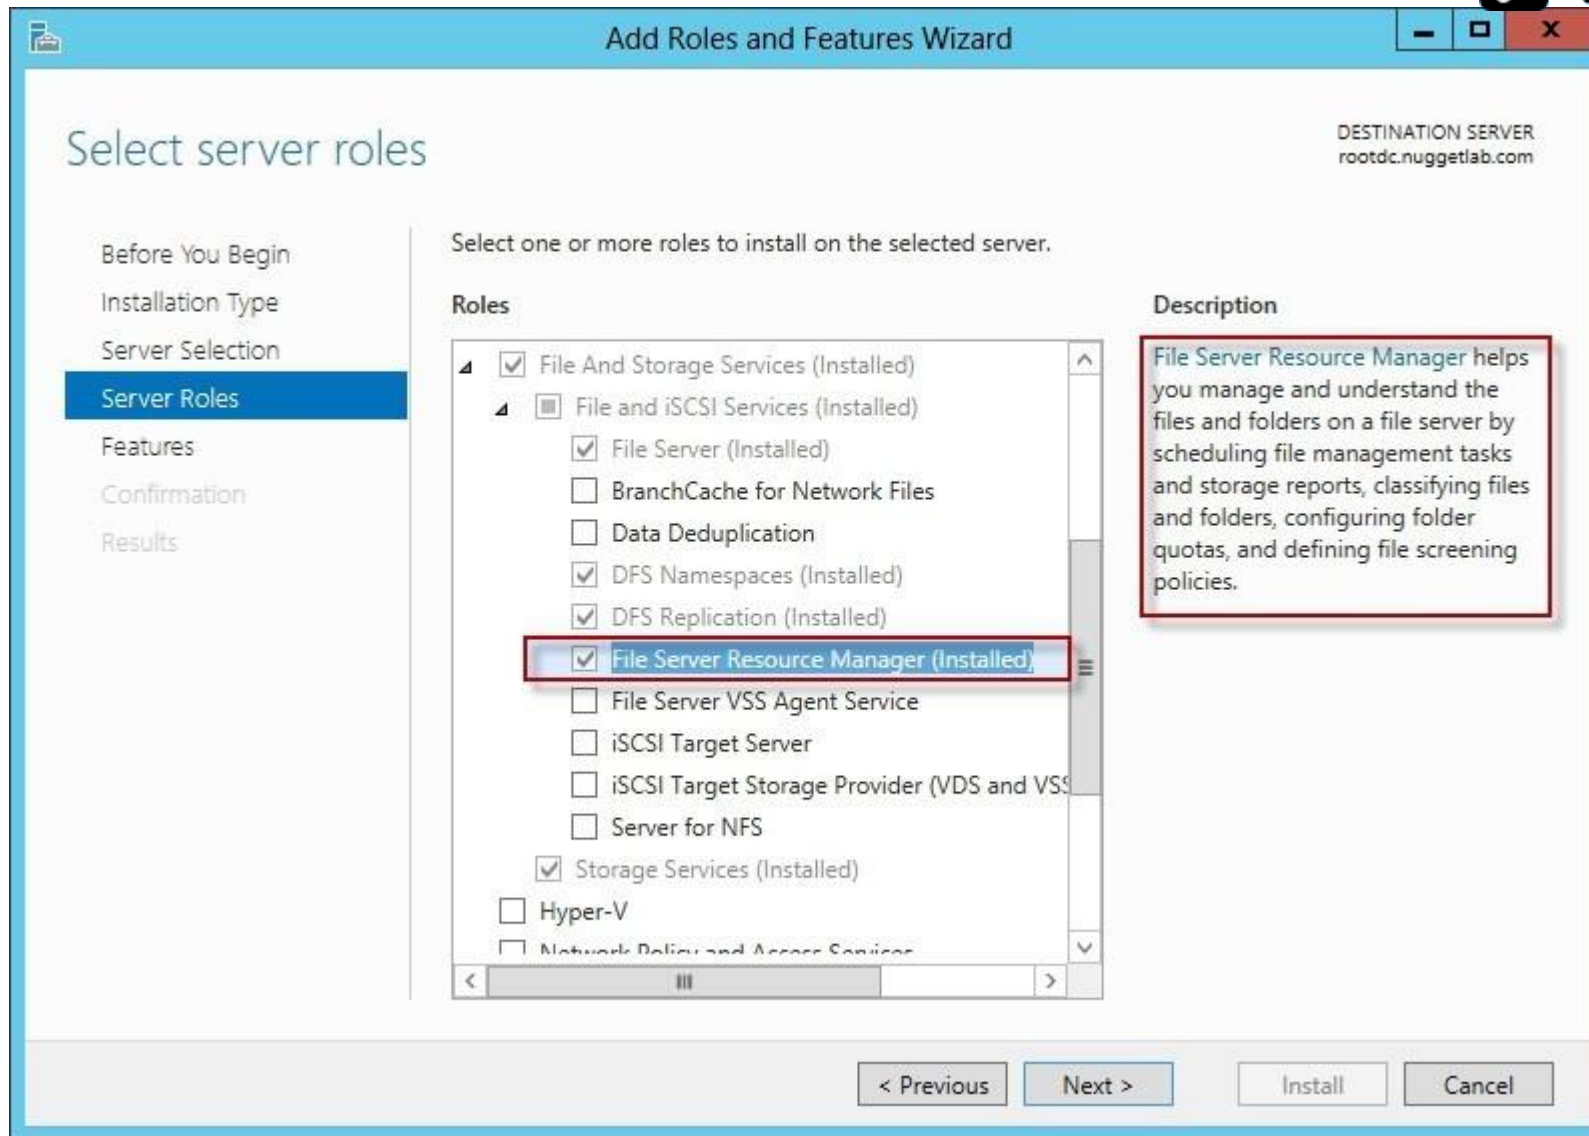 Add Roles and Features Wizard
Select server roles
DESTINATION SERVER
rootdc.nuggetlab.com
Before You Begin
Installation Type
Server Selection
Server Roles
Features
Confirmation
Results
Select one or more roles to install on the selected server.
Roles
File And Storage Services (Installed)
File and iSCSI Services (Installed)
File Server (Installed)
BranchCache for Network Files
Data Deduplication
DFS Namespaces (Installed)
DFS Replication (Installed)
File Server Resource Manager (Installed)
File Server VSS Agent Service
iSCSI Target Server
iSCSI Target Storage Provider (VDS and VSS
Server for NFS
Storage Services (Installed)
Hyper-V
Network Policy and Access Services
Description
File Server Resource Manager helps
you manage and understand the
files and folders on a file server by
scheduling file management tasks
and storage reports, classifying files
and folders, configuring folder
quotas, and defining file screening
policies.
< Previous
Next >
Install
Cancel